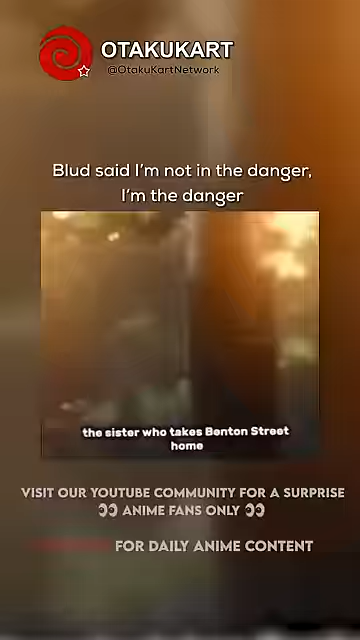 OTAKUKART
@OtakuKartNetwork
Blud said I'm not in the danger,
I'm the danger
the sister who takes Benton Street
home
VISIT OUR YOUTUBE COMMUNITY FOR A SURPRISE
👀 ANIME FANS ONLY 👀
FOR DAILY ANIME CONTENT